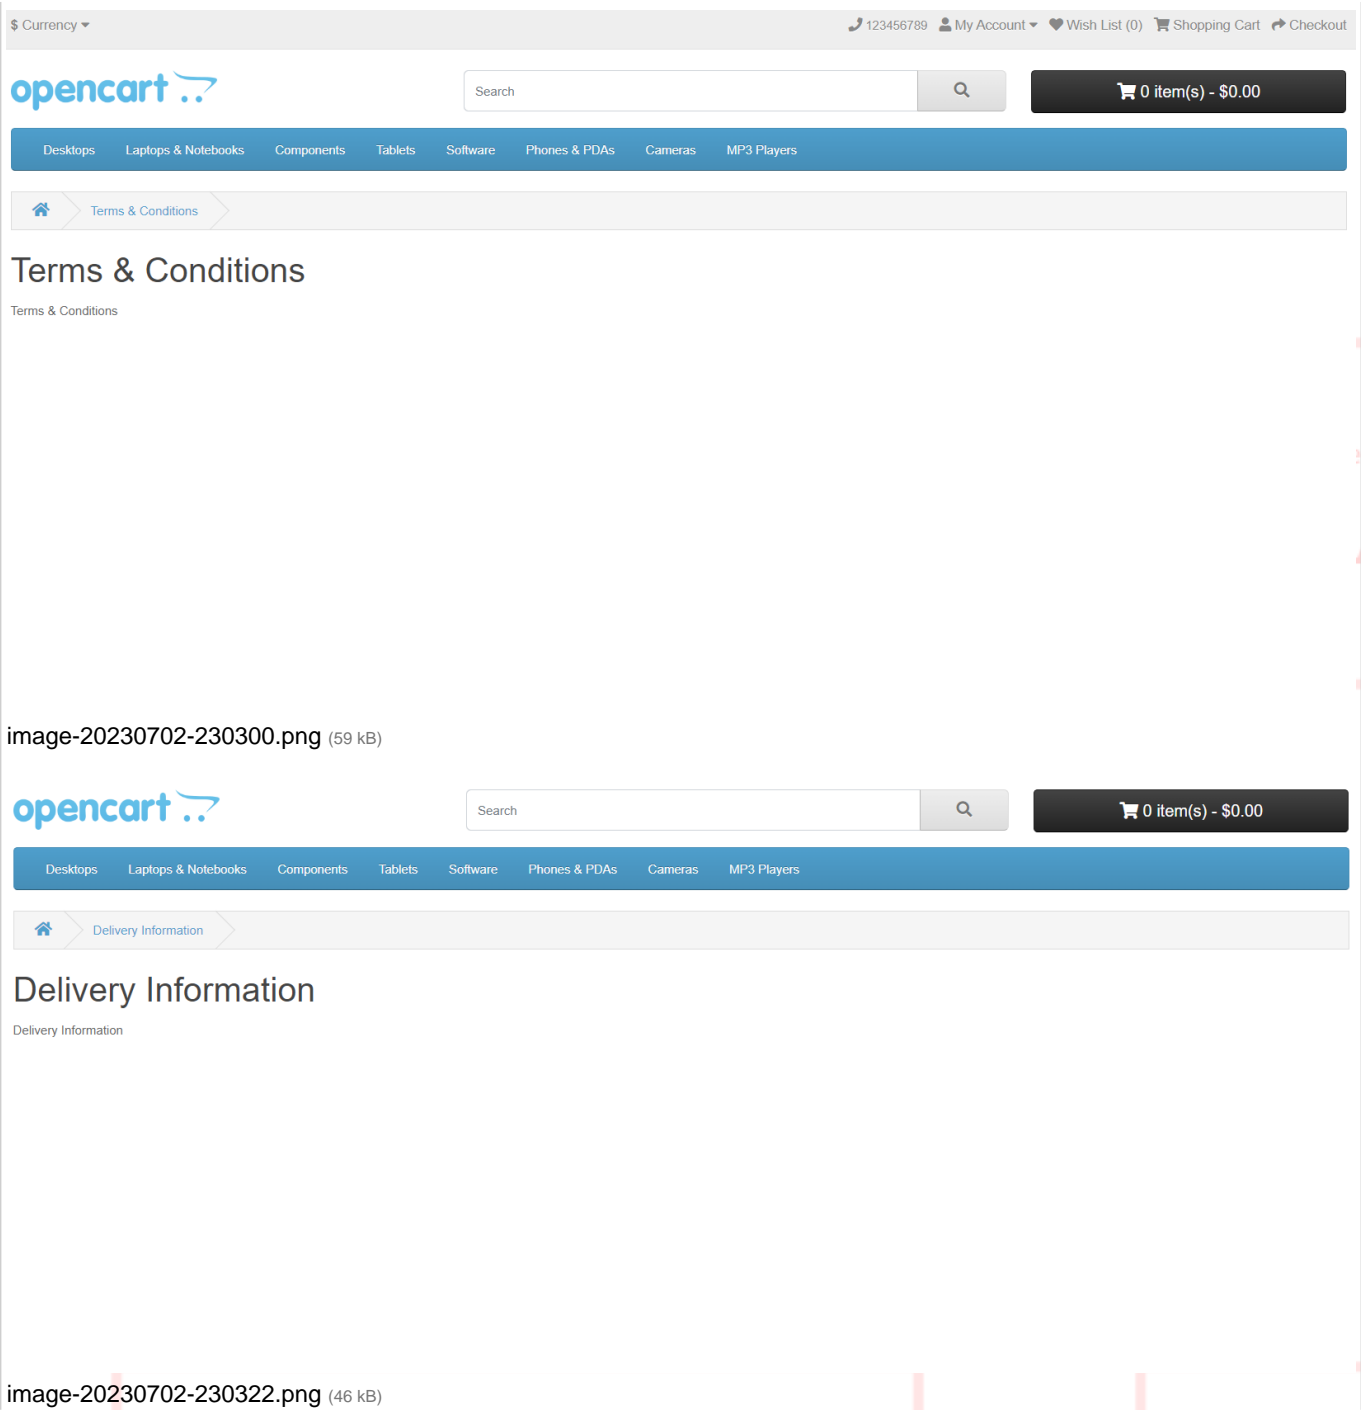 $ Currency
123456789 My Account Wish List (0) Shopping Cart Checkout
opencart
Search
0 item(s) - $0.00
Desktops Laptops & Notebooks Components Tablets Software Phones & PDAs Cameras MP3 Players
Terms & Conditions
Terms & Conditions
Terms & Conditions
image-20230702-230300.png (59 kB)
opencart
Search
0 item(s) - $0.00
Desktops Laptops & Notebooks Components Tablets Software Phones & PDAs Cameras MP3 Players
Delivery Information
Delivery Information
Delivery Information
image-20230702-230322.png (46 kB)